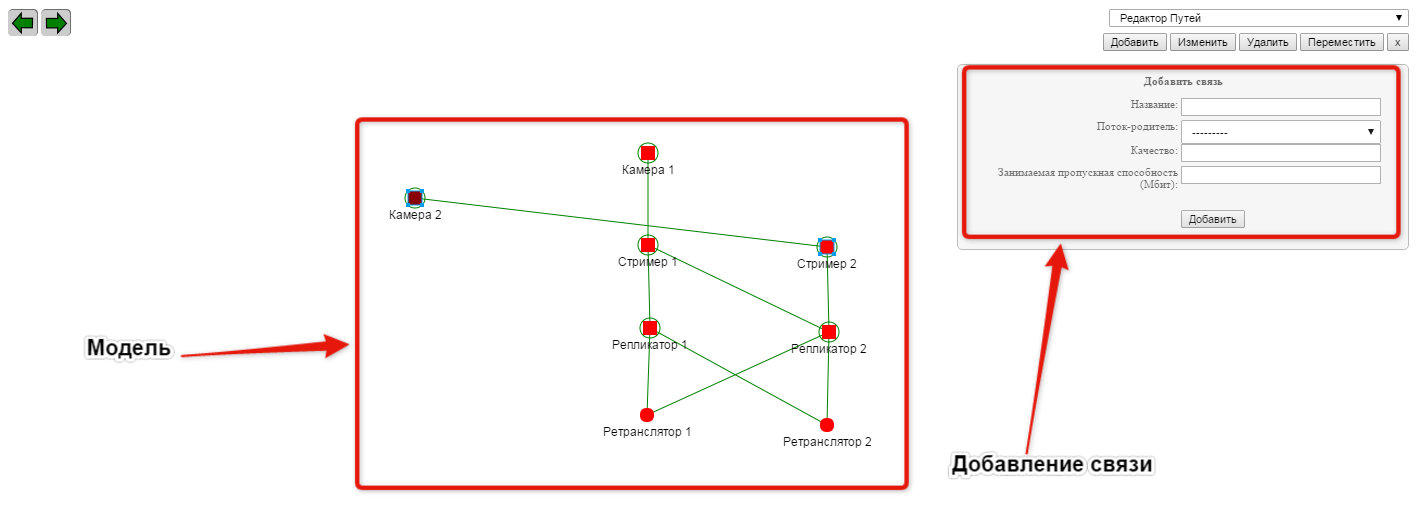 Редактор Путей
Добавить Изменить Удалить Переместить x
Добавить связь
Название:
Поток-родитель: ---------
Качество:
Занимаемая пропускная способность
(Мбит):
Добавить
Камера 1
Камера 2
Стример 1
Стример 2
Репликатор 1
Репликатор 2
Ретранслятор 1
Ретранслятор 2
Модель
Добавление связи